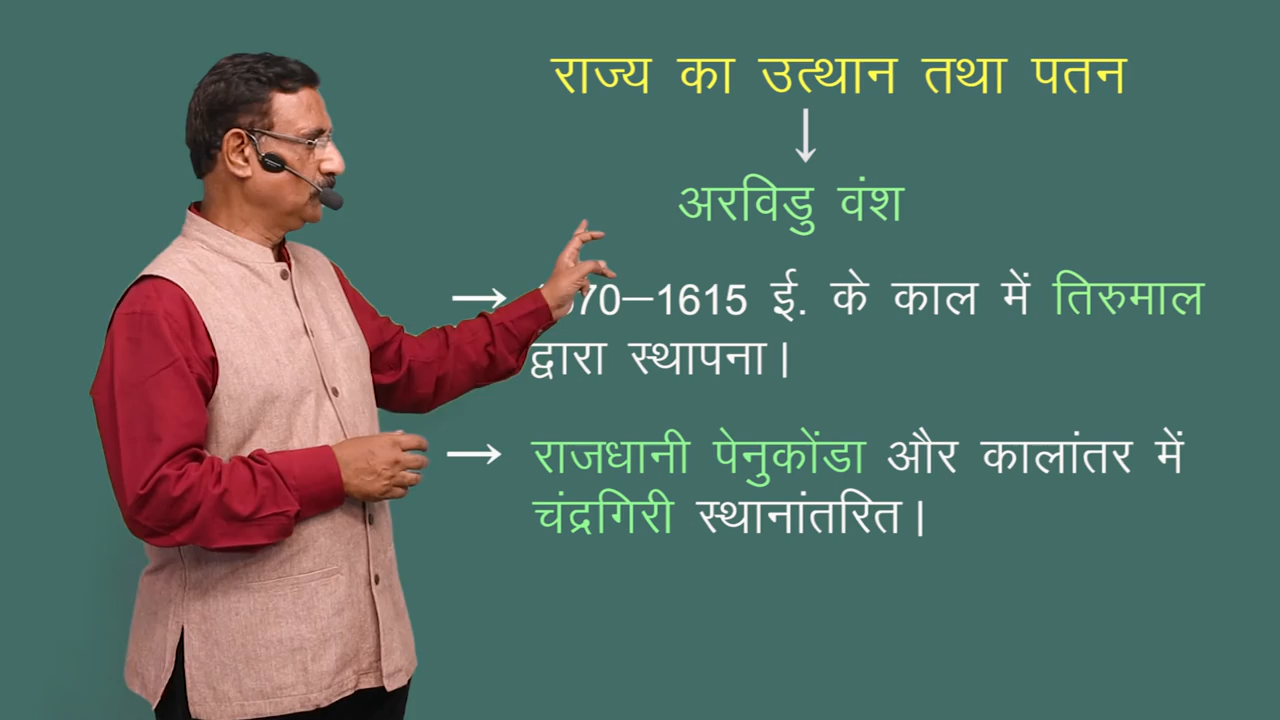 राज्य का उत्थान तथा पतन
अरविडु वंश
→ 70–1615 ई. के काल में तिरुमाल
द्वारा स्थापना।
→ राजधानी पेनुकोंडा और कालांतर में
चंद्रगिरी स्थानांतरित।